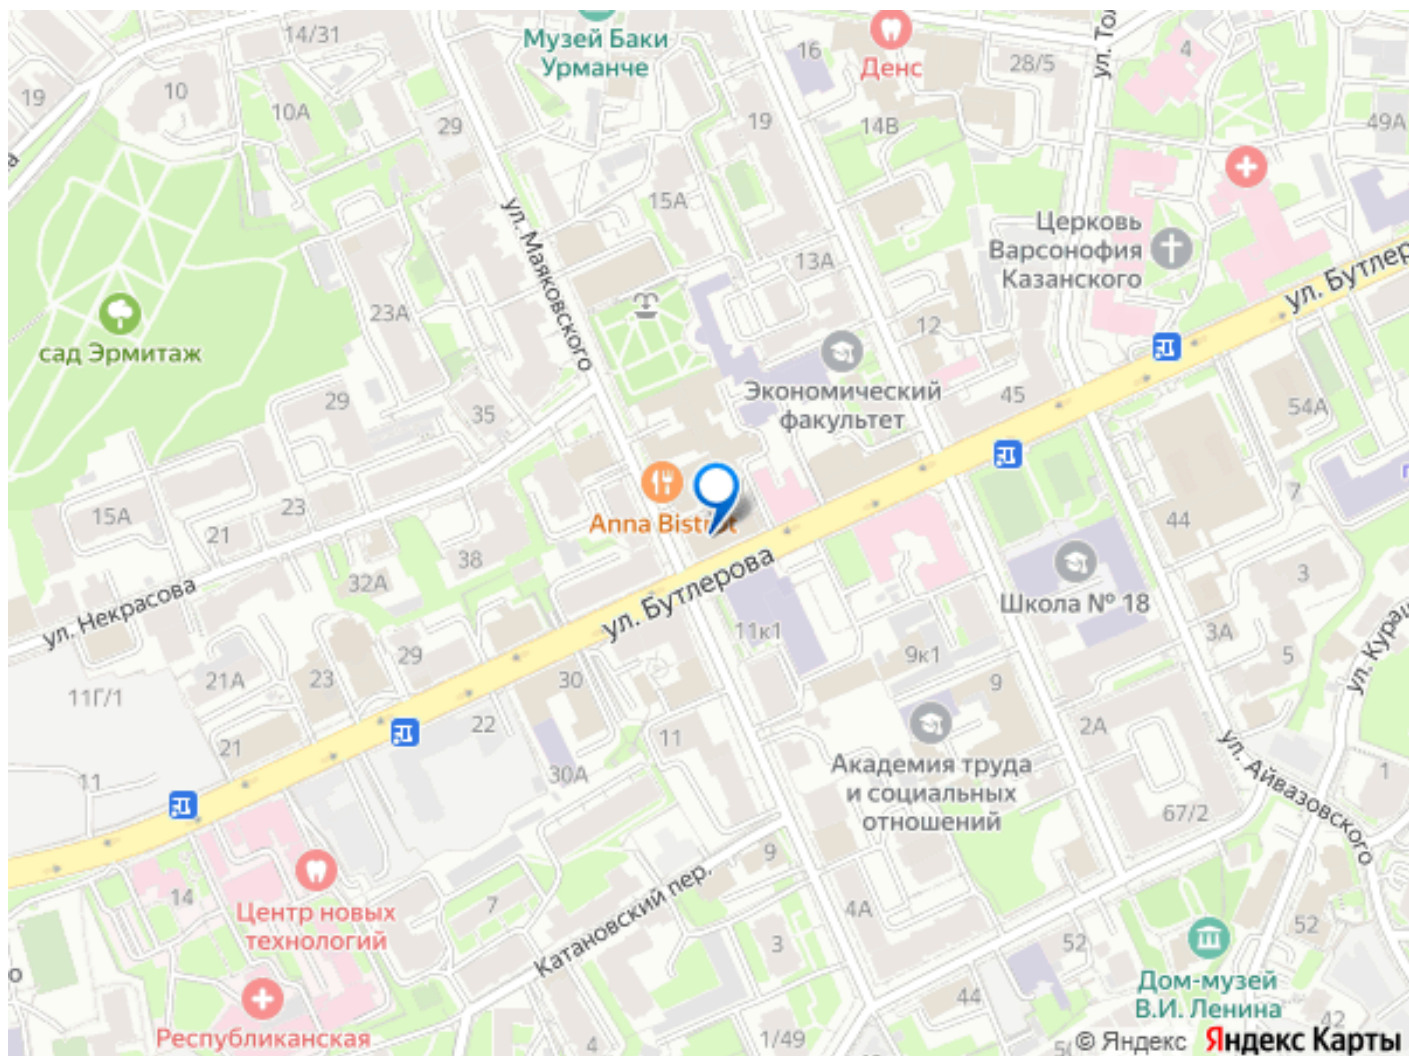 14/31
Музей Баки
Урманче
16
Денс
28/5
ул. Тол
4
19
10
10А
29
19
14В
49А
15А
ул. Маяковского
Церковь
Варсонофия
Казанского
ул. Бутлер
13А
23А
12
сад Эрмитаж
Экономический
факультет
29
35
45
54А
Anna Bistrot
15А
23
21
38
32А
7
44
ул. Некрасова
ул. Бутлерова
Школа № 18
3
11к1
3А
9к1
5
ул. Кураш
29
21А
23
30
9
11Г/1
22
2А
21
11
11
30А
Академия труда
и социальных
отношений
ул. Айвазовского
1
67/2
9
14
7
Катановский пер.
4А
Центр новых
технологий
3
52
52
Дом-музей
В.И. Ленина
44
42
Республиканская
4
1/49
© Яндекс Яндекс Карты